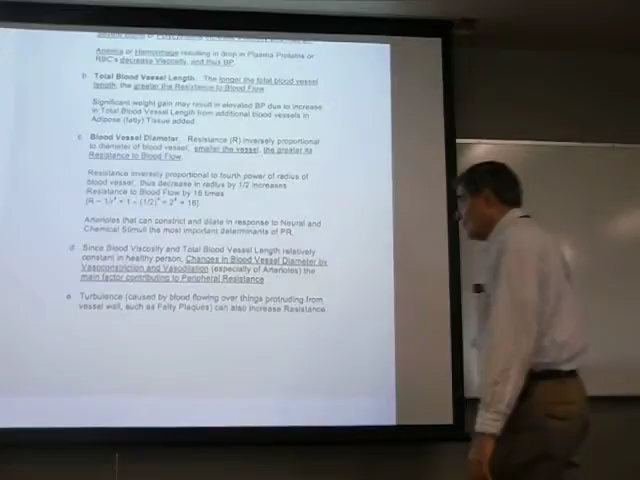 Anemia or Hemorrhage resulting in drop in Plasma Proteins or
RBC's decrease Viscosity, and thus BP.
b Total Blood Vessel Length. The longer the total blood vessel
length, the greater the Resistance to Blood Flow
Significant weight gain may result in elevated BP due to increase
in Total Blood Vessel Length from additional blood vessels in
Adipose (fatty) Tissue added
c Blood Vessel Diameter. Resistance (R) inversely proportional
to diameter of blood vessel, smaller the vessel, the greater its
Resistance to Blood Flow
Resistance inversely proportional to fourth power of radius of
blood vessel, thus decrease in radius by 1/2 increases
Resistance to Blood Flow by 16 times
[R ~ 1/r⁴ = 1 ÷ (1/2)⁴ = 2⁴ = 16]
Arterioles that can constrict and dilate in response to Neural and
Chemical Stimuli the most important determinants of PR.
d Since Blood Viscosity and Total Blood Vessel Length relatively
constant in healthy person, Changes in Blood Vessel Diameter by
Vasoconstriction and Vasodilation (especially of Arterioles) the
main factor contributing to Peripheral Resistance
e Turbulence (caused by blood flowing over things protruding from
vessel wall, such as Fatty Plaques) can also increase Resistance.